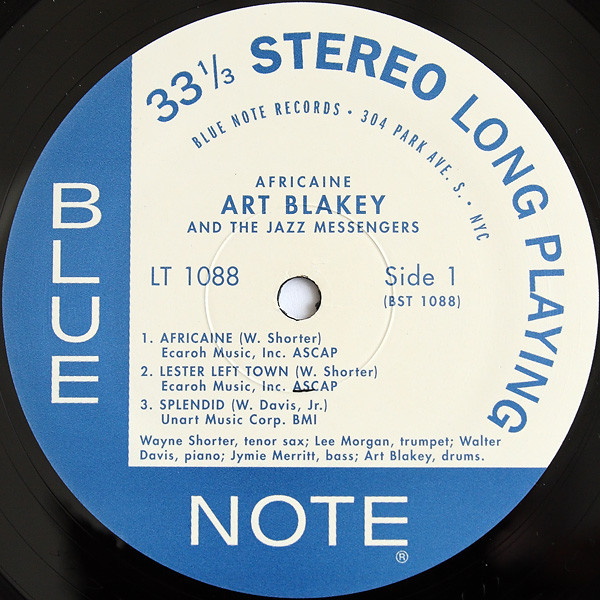 33 1/3 STEREO LONG PLAYING
BLUE NOTE RECORDS • 304 PARK AVE. S. • NYC
AFRICAINE
ART BLAKEY
AND THE JAZZ MESSENGERS
LT 1088
Side 1
(BST 1088)
1. AFRICAINE (W. Shorter)
Ecaroh Music, Inc. ASCAP
2. LESTER LEFT TOWN (W. Shorter)
Ecaroh Music, Inc. ASCAP
3. SPLENDID (W. Davis, Jr.)
Unart Music Corp. BMI
Wayne Shorter, tenor sax; Lee Morgan, trumpet; Walter
Davis, piano; Jymie Merritt, bass; Art Blakey, drums.
BLUE
NOTE®